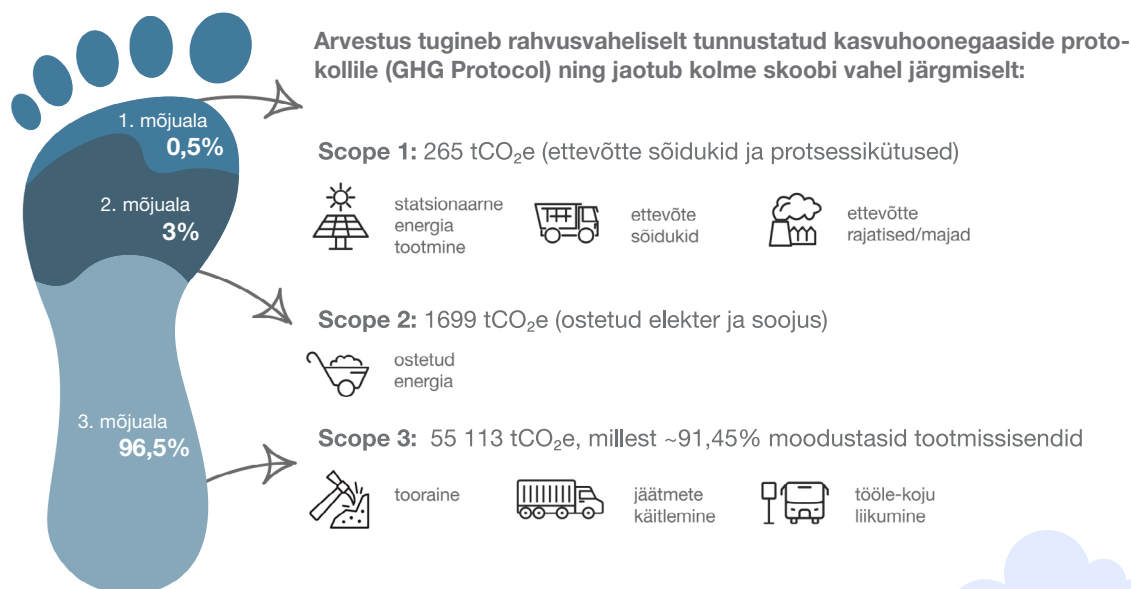 Arvestus tugineb rahvusvaheliselt tunnustatud kasvuhoonegaaside proto-
kollile (GHG Protocol) ning jaotub kolme skoobi vahel järgmiselt:
1. mõjuala
0,5%
Scope 1: 265 tCO₂e (ettevõtte sõidukid ja protsessikütused)
statsionaarne
energia
tootmine
ettevõte
sõidukid
ettevõtte
rajatised/majad
2. mõjuala
3%
Scope 2: 1699 tCO₂e (ostetud elekter ja soojus)
ostetud
energia
3. mõjuala
96,5%
Scope 3: 55 113 tCO₂e, millest ~91,45% moodustasid tootmissisendid
tooraine
jäätmete
käitlemine
tööle-koju
liikumine